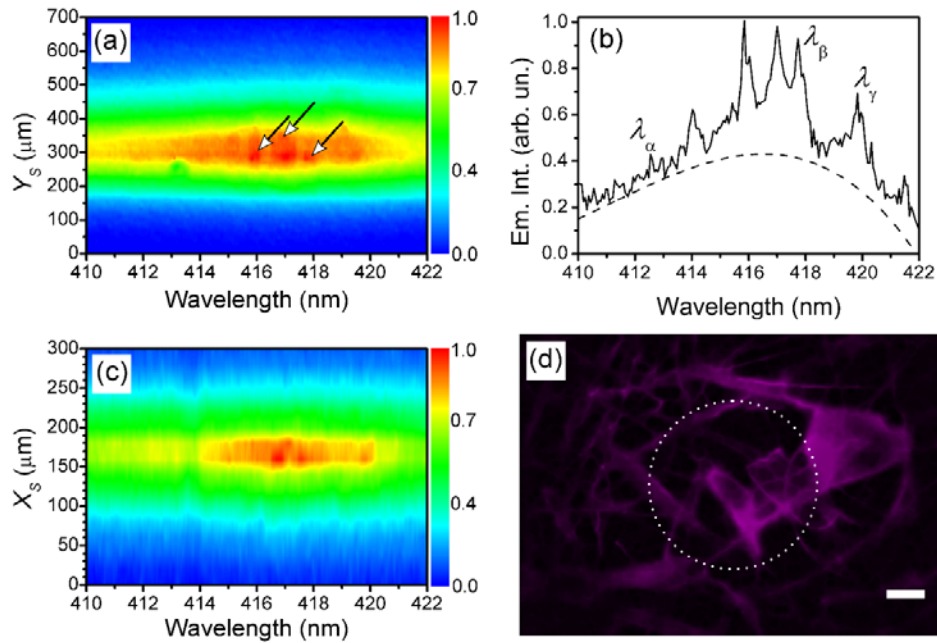 (a)
700
600
500
400
300
200
100
0
Y_S (μm)
410 412 414 416 418 420 422
Wavelength (nm)
1.0
0.7
0.4
0.0
(b)
1.0
0.8
0.6
0.4
0.2
0.0
Em. Int. (arb. un.)
λ_α
λ_β
λ_γ
410 412 414 416 418 420 422
Wavelength (nm)
(c)
300
250
200
150
100
50
0
X_S (μm)
410 412 414 416 418 420 422
Wavelength (nm)
1.0
0.7
0.4
0.0
(d)